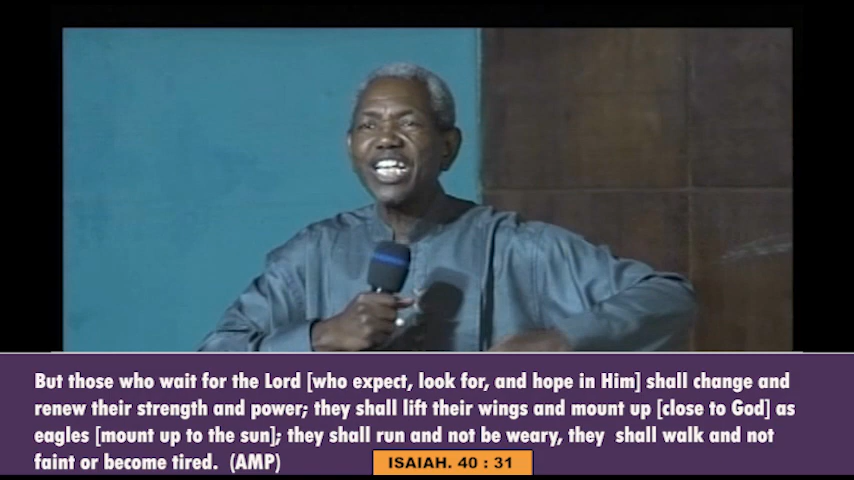 But those who wait for the Lord [who expect, look for, and hope in Him] shall change and
renew their strength and power; they shall lift their wings and mount up [close to God] as
eagles [mount up to the sun]; they shall run and not be weary, they  shall walk and not
faint or become tired.  (AMP)
ISAIAH. 40 : 31